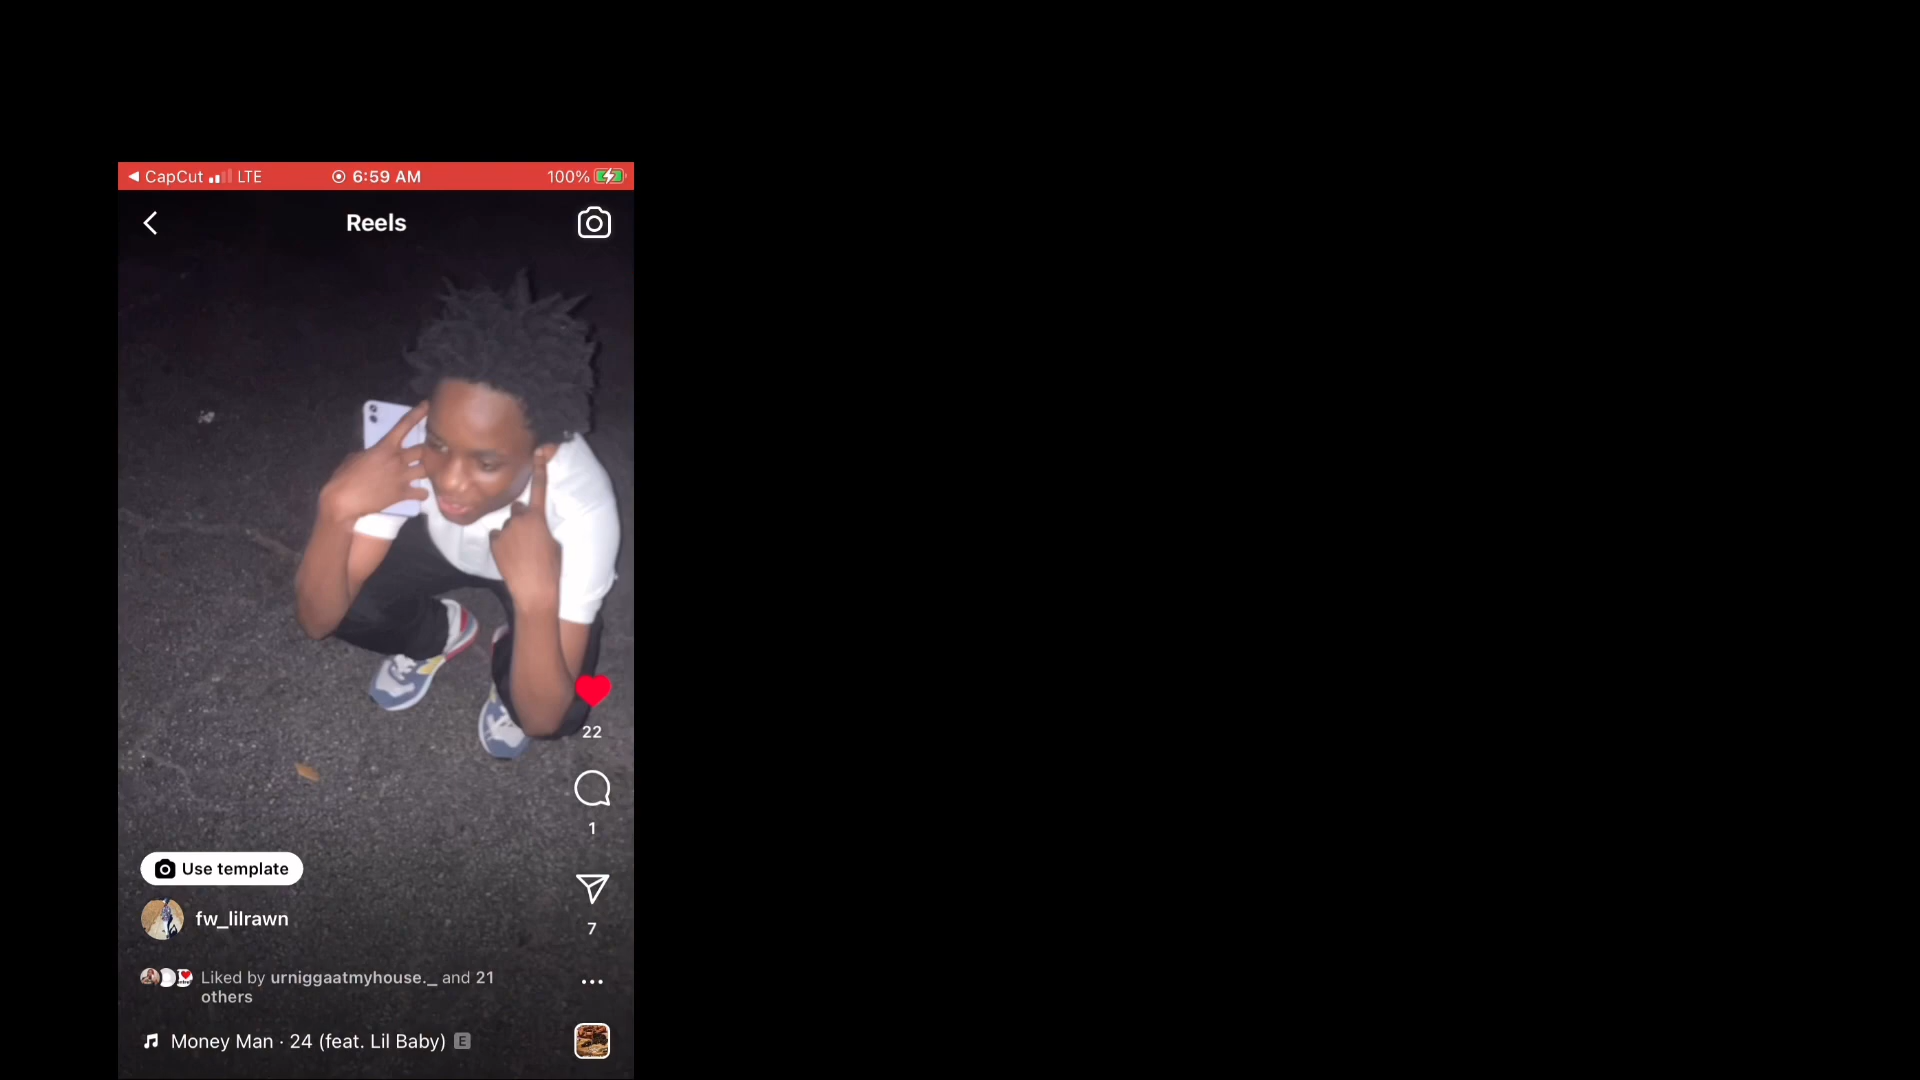 CapCut LTE 6:59 AM 100%
Reels
22
1
Use template
fw_lilrawn
7
Liked by urniggaatmyhouse._ and 21
others
Money Man · 24 (feat. Lil Baby) E